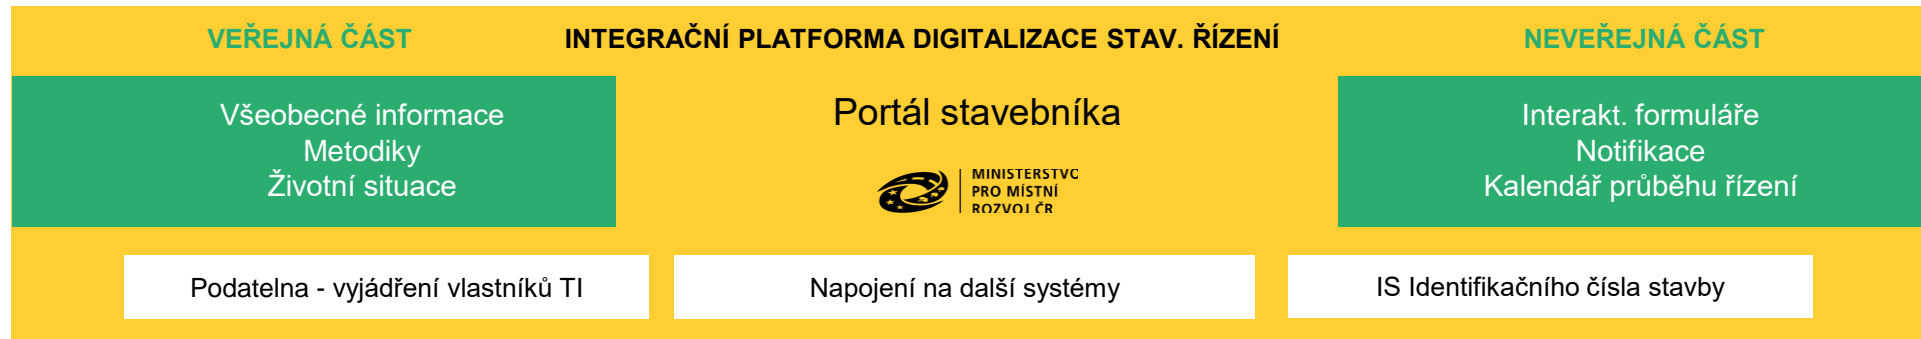 VEŘEJNÁ ČÁST
INTEGRAČNÍ PLATFORMA DIGITALIZACE STAV. ŘÍZENÍ
NEVEŘEJNÁ ČÁST
Všeobecné informace
Metodiky
Životní situace
Portál stavebníka
MINISTERSTVO
PRO MÍSTNÍ
ROZVOJ ČR
Interakt. formuláře
Notifikace
Kalendář průběhu řízení
Podatelna - vyjádření vlastníků TI
Napojení na další systémy
IS Identifikačního čísla stavby